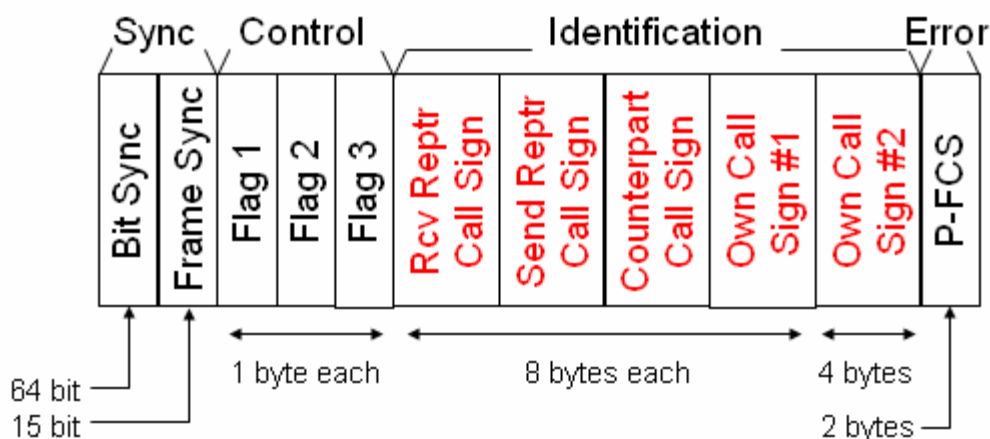 Sync Control Identification Error
Bit Sync
Frame Sync
Flag 1
Flag 2
Flag 3
Rcv Reptr
Call Sign
Send Reptr
Call Sign
Counterpart
Call Sign
Own Call
Sign #1
Own Call
Sign #2
P-FCS
1 byte each 8 bytes each 4 bytes
64 bit
15 bit 2 bytes